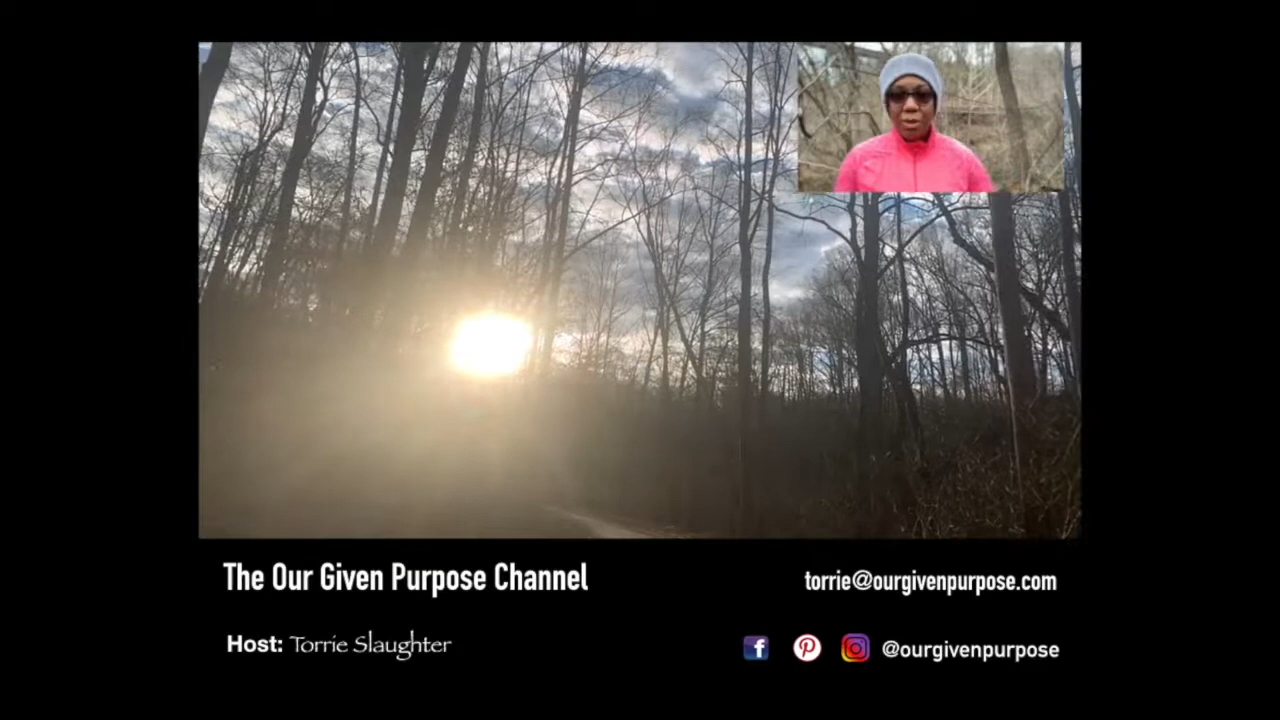 The Our Given Purpose Channel
torrie@ourgivenpurpose.com
Host: Torrie Slaughter
@ourgivenpurpose